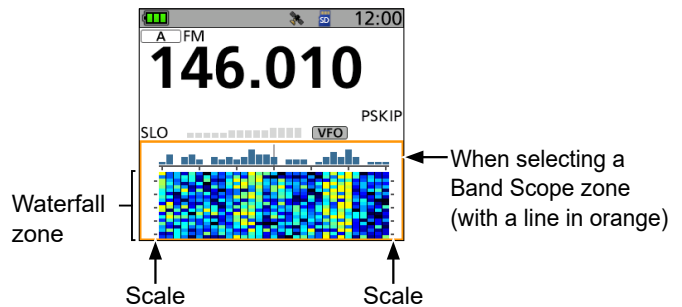 SD 12:00
A FM
146.010
PSKIP
SLO VFO
When selecting a
Band Scope zone
(with a line in orange)
Waterfall
zone
Scale Scale